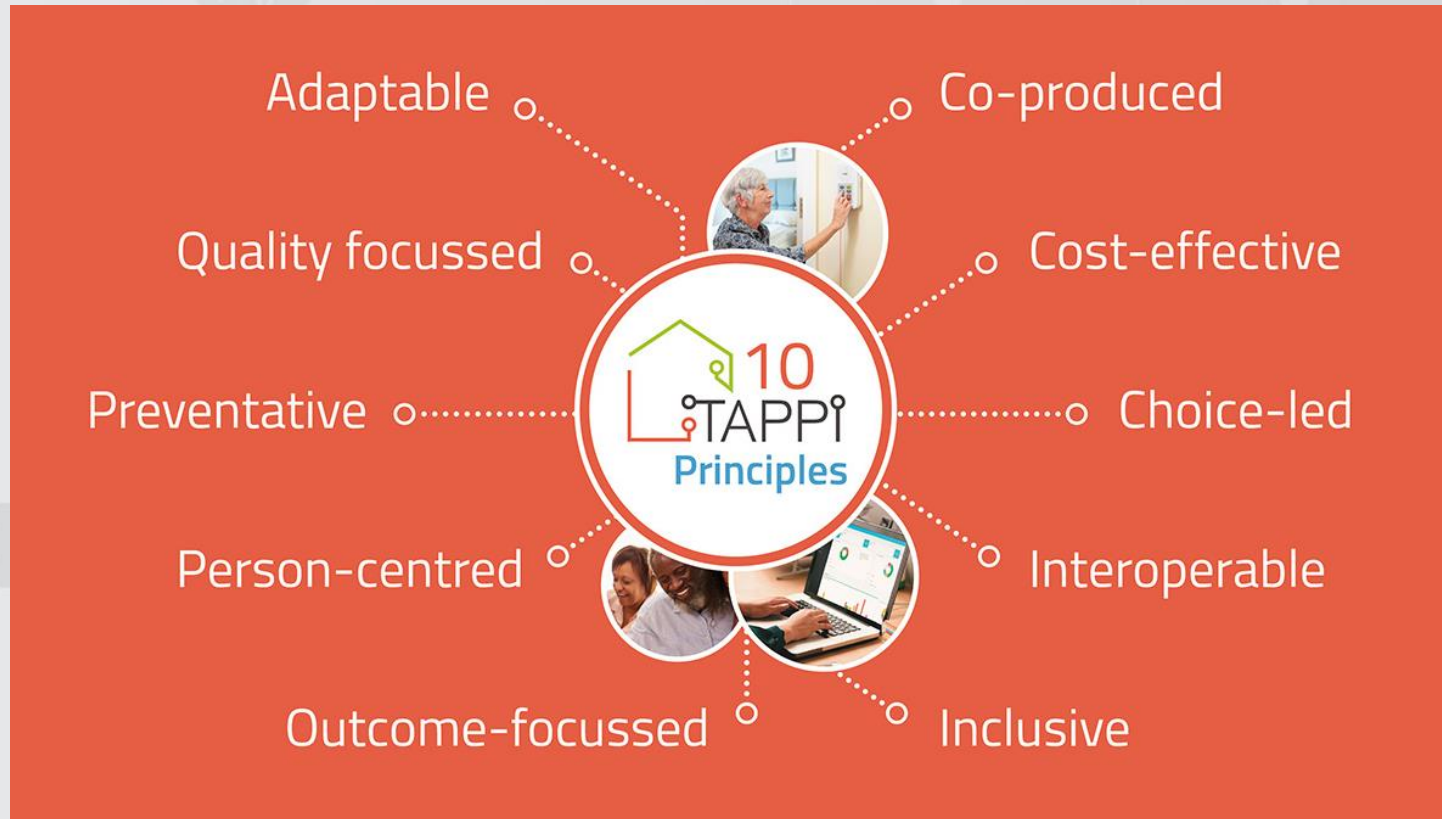 Adaptable
Co-produced
Quality focussed
Cost-effective
10
TAPPI
Principles
Preventative
Choice-led
Person-centred
Interoperable
Outcome-focussed
Inclusive